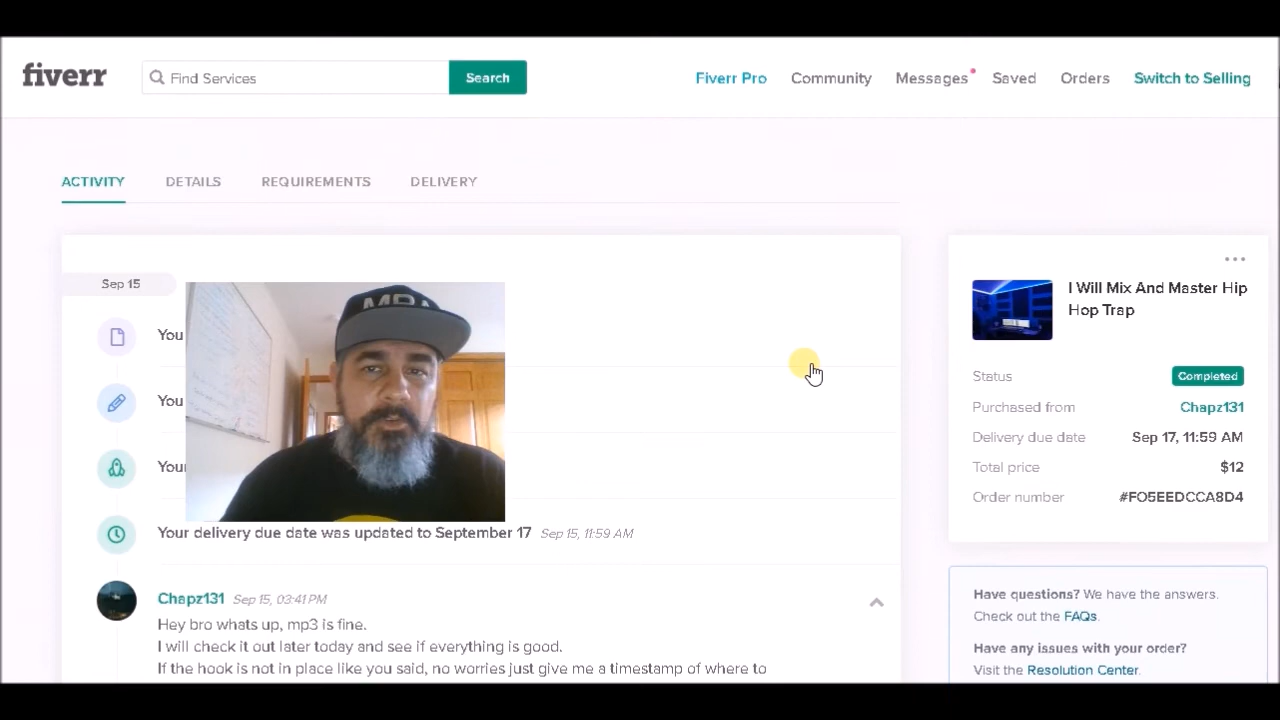 fiverr
Find Services
Search
Fiverr Pro
Community
Messages
Saved
Orders
Switch to Selling
ACTIVITY
DETAILS
REQUIREMENTS
DELIVERY
Sep 15
You
You
Your delivery due date was updated to September 17 Sep 15, 11:59 AM
Chapz131 Sep 15, 03:41 PM
Hey bro whats up, mp3 is fine.
I will check it out later today and see if everything is good.
If the hook is not in place like you said, no worries just give me a timestamp of where to
I Will Mix And Master Hip
Hop Trap
Status Completed
Purchased from Chapz131
Delivery due date Sep 17, 11:59 AM
Total price $12
Order number #FO5EEDCCA8D4
Have questions? We have the answers.
Check out the FAQs.
Have any issues with your order?
Visit the Resolution Center.